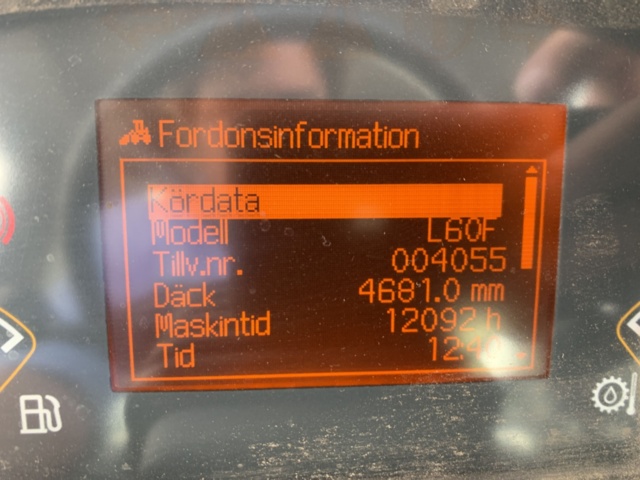 Fordonsinformation
Kördata
Modell L60F
Tillv.nr. 004055
Däck 4681.0 mm
Maskintid 12092 h
Tid